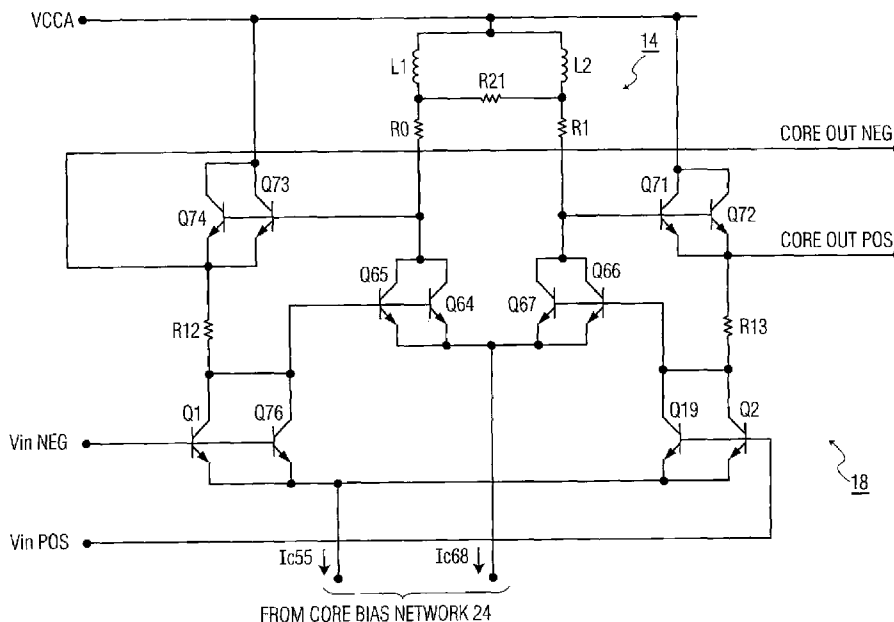 VCCA
14
L1
L2
R21
R0
R1
CORE OUT NEG
Q73
Q71
Q74
Q72
CORE OUT POS
Q65
Q66
Q64
Q67
R12
R13
Q1
Q76
Q19
Q2
Vin NEG
18
Vin POS
Ic55
Ic68
FROM CORE BIAS NETWORK 24